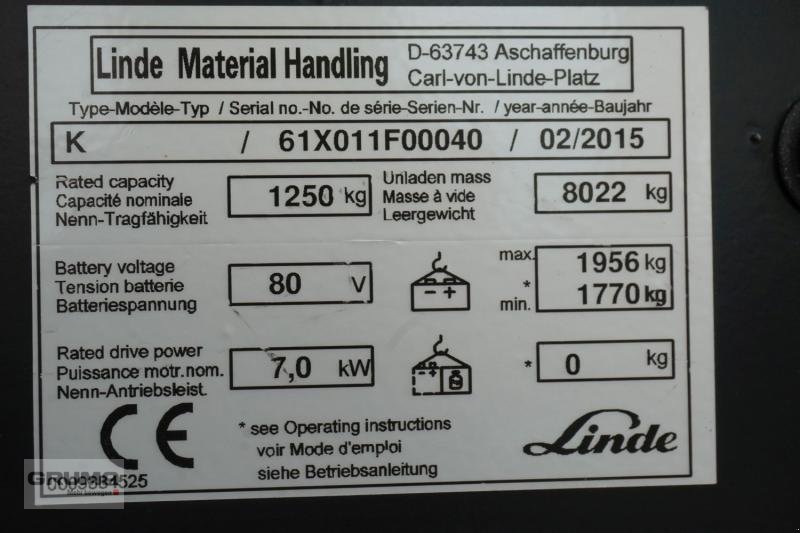 Linde Material Handling
D-63743 Aschaffenburg
Carl-von-Linde-Platz
Type-Modèle-Typ / Serial no.-No. de série-Serien-Nr. / year-année-Baujahr
K / 61X011F00040 / 02/2015
Rated capacity
Capacité nominale
Nenn-Tragfähigkeit
1250 kg
Unladen mass
Masse à vide
Leergewicht
8022 kg
Battery voltage
Tension batterie
Batteriespannung
80 V
- +
max.
*
min.
1956 kg
1770 kg
Rated drive power
Puissance motr.nom.
Nenn-Antriebsleist.
7,0 kW
- +
* 0 kg
CE
* see Operating instructions
voir Mode d'emploi
siehe Betriebsanleitung
Linde
GRUMO
0009384525